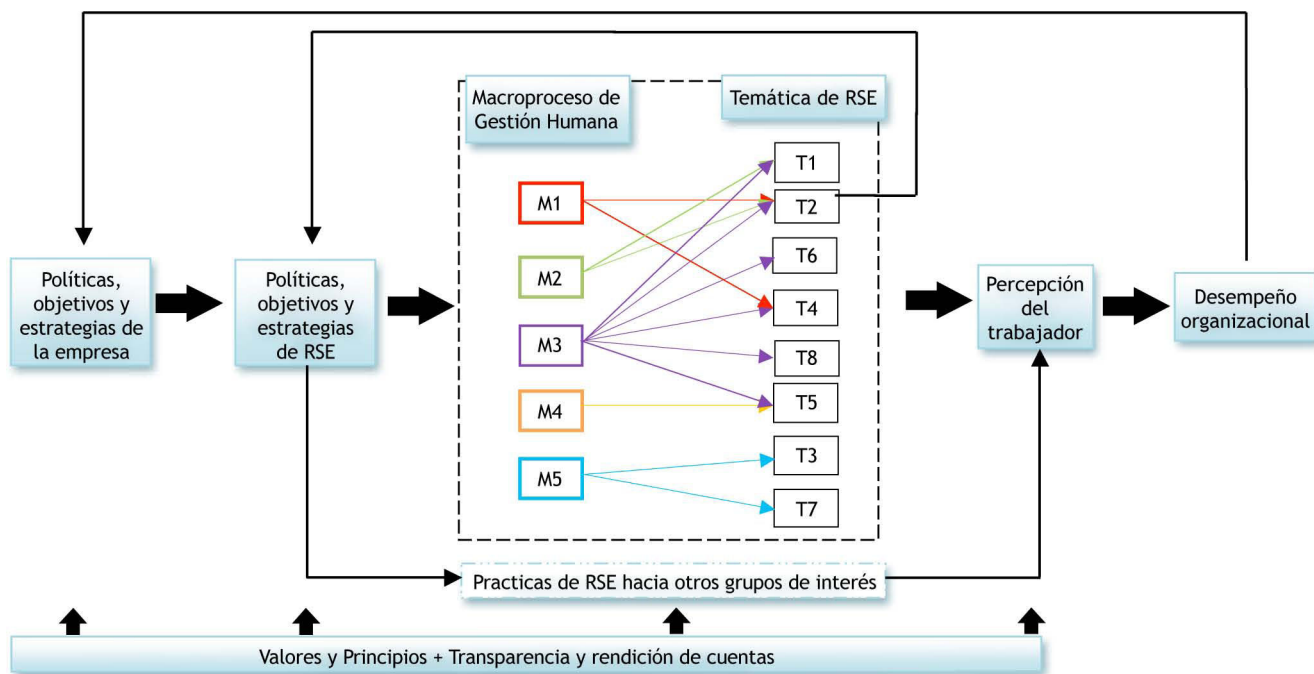 Macroproceso de
Gestión Humana
Temática de RSE
M1
M2
M3
M4
M5
T1
T2
T6
T4
T8
T5
T3
T7
Políticas,
objetivos y
estrategias de
la empresa
Políticas,
objetivos y
estrategias
de RSE
Percepción
del
trabajador
Desempeño
organizacional
Practicas de RSE hacia otros grupos de interés
Valores y Principios + Transparencia y rendición de cuentas